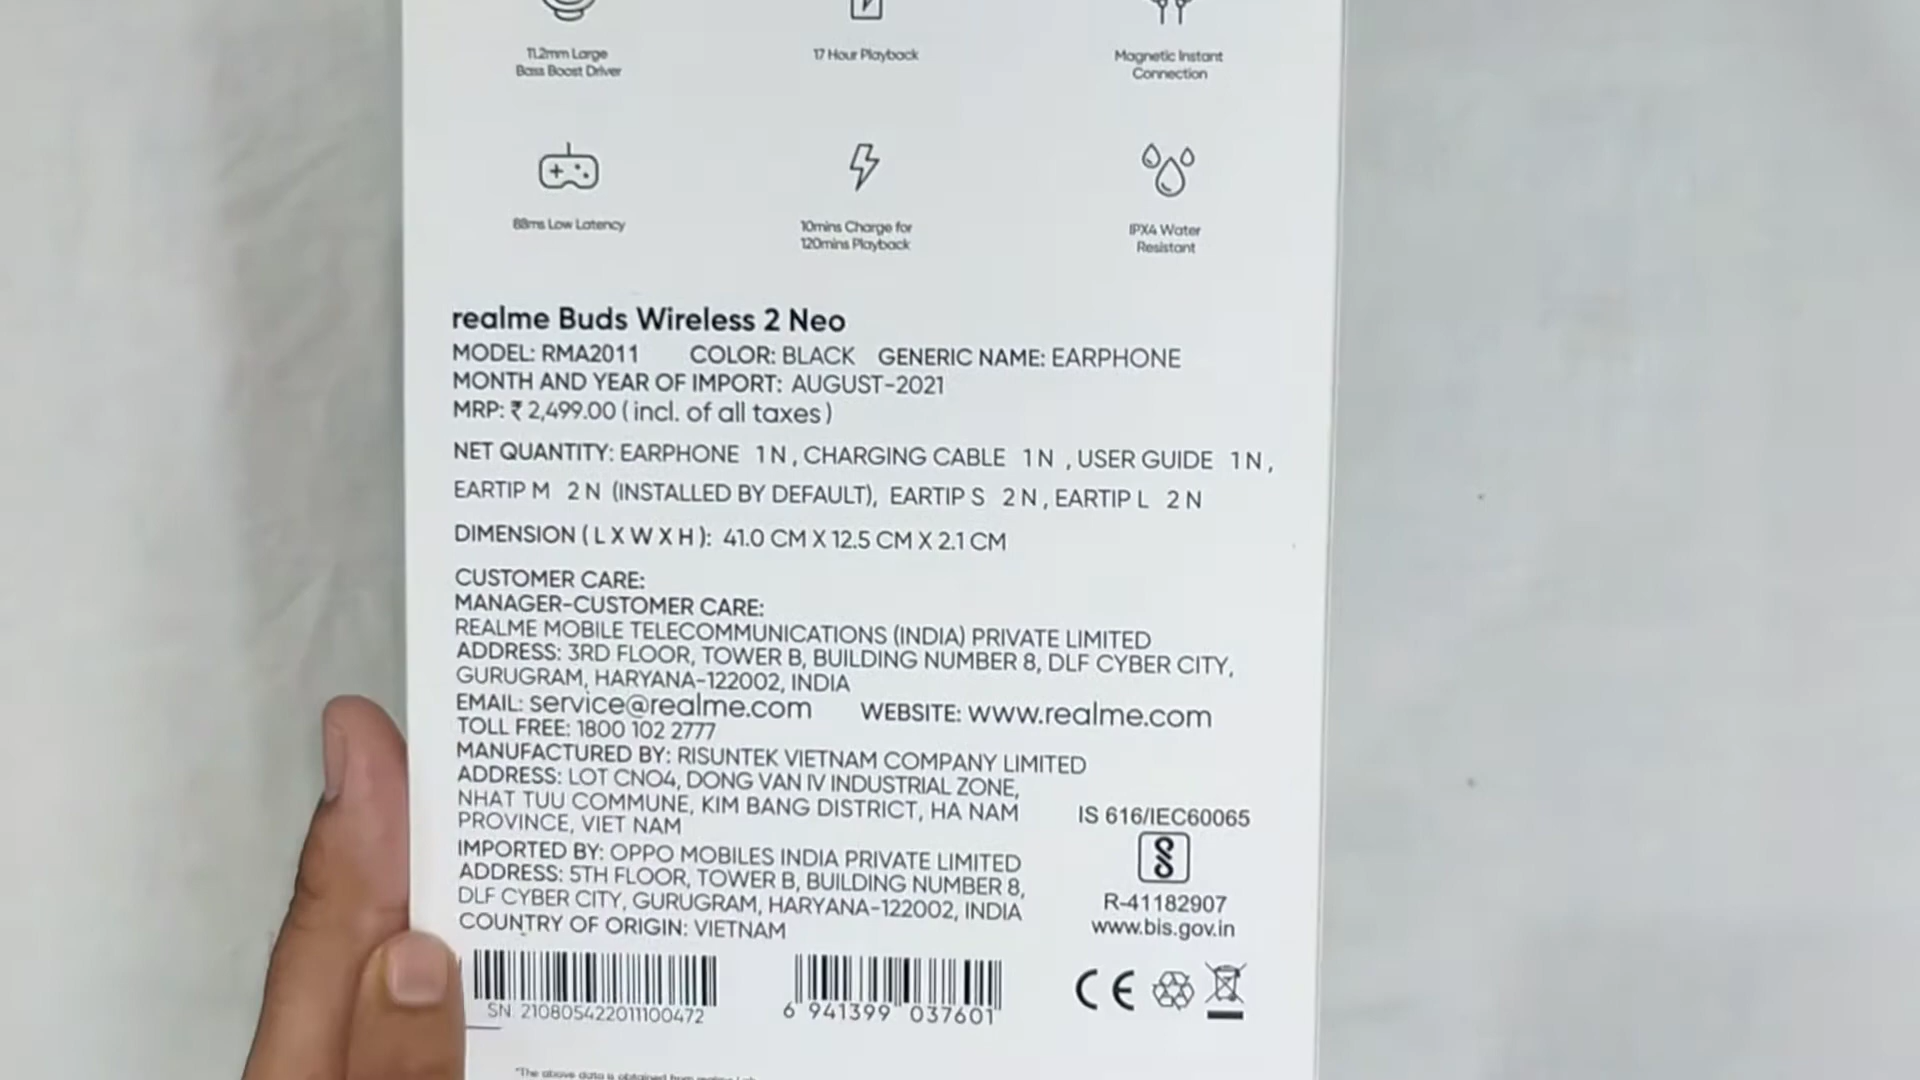 11.2mm Large
Bass Boost Driver
17 Hour Playback
Magnetic Instant
Connection
88ms Low Latency
10mins Charge for
120mins Playback
IPX4 Water
Resistant
realme Buds Wireless 2 Neo
MODEL: RMA2011 COLOR: BLACK GENERIC NAME: EARPHONE
MONTH AND YEAR OF IMPORT: AUGUST-2021
MRP: ₹ 2,499.00 ( incl. of all taxes )
NET QUANTITY: EARPHONE 1 N , CHARGING CABLE 1 N , USER GUIDE 1 N ,
EARTIP M 2 N (INSTALLED BY DEFAULT), EARTIP S 2 N , EARTIP L 2 N
DIMENSION ( L X W X H ): 41.0 CM X 12.5 CM X 2.1 CM
CUSTOMER CARE:
MANAGER-CUSTOMER CARE:
REALME MOBILE TELECOMMUNICATIONS (INDIA) PRIVATE LIMITED
ADDRESS: 3RD FLOOR, TOWER B, BUILDING NUMBER 8, DLF CYBER CITY,
GURUGRAM, HARYANA-122002, INDIA
EMAIL: service@realme.com WEBSITE: www.realme.com
TOLL FREE: 1800 102 2777
MANUFACTURED BY: RISUNTEK VIETNAM COMPANY LIMITED
ADDRESS: LOT CNO4, DONG VAN IV INDUSTRIAL ZONE,
NHAT TUU COMMUNE, KIM BANG DISTRICT, HA NAM
PROVINCE, VIET NAM
IMPORTED BY: OPPO MOBILES INDIA PRIVATE LIMITED
ADDRESS: 5TH FLOOR, TOWER B, BUILDING NUMBER 8,
DLF CYBER CITY, GURUGRAM, HARYANA-122002, INDIA
COUNTRY OF ORIGIN: VIETNAM
IS 616/IEC60065
R-41182907
www.bis.gov.in
SN: 210805422011100472
6 941399 037601
CE
*The above data is obtained from realme Lab